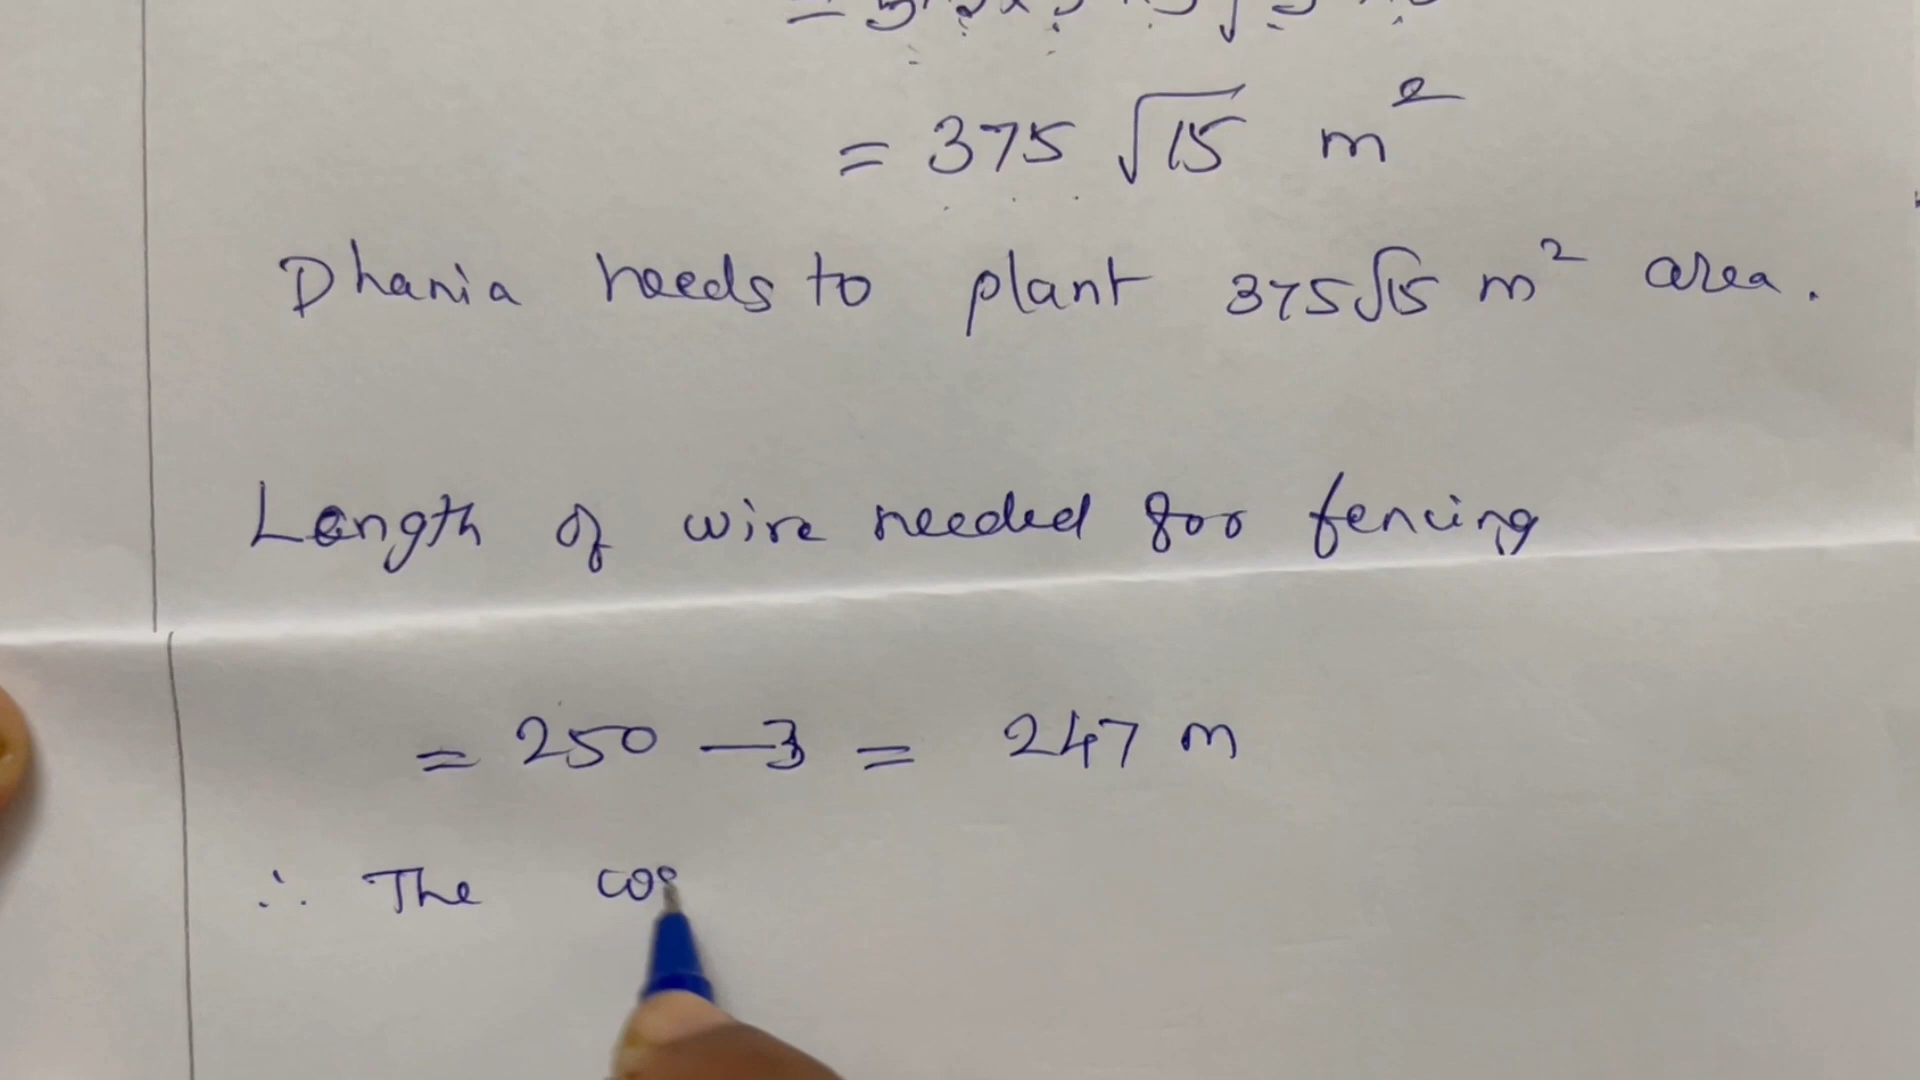 = 375 √15 m²
Dhania needs to plant 375√15 m² area.
Length of wire needed for fencing
= 250 - 3 = 247 m
∴ The cos